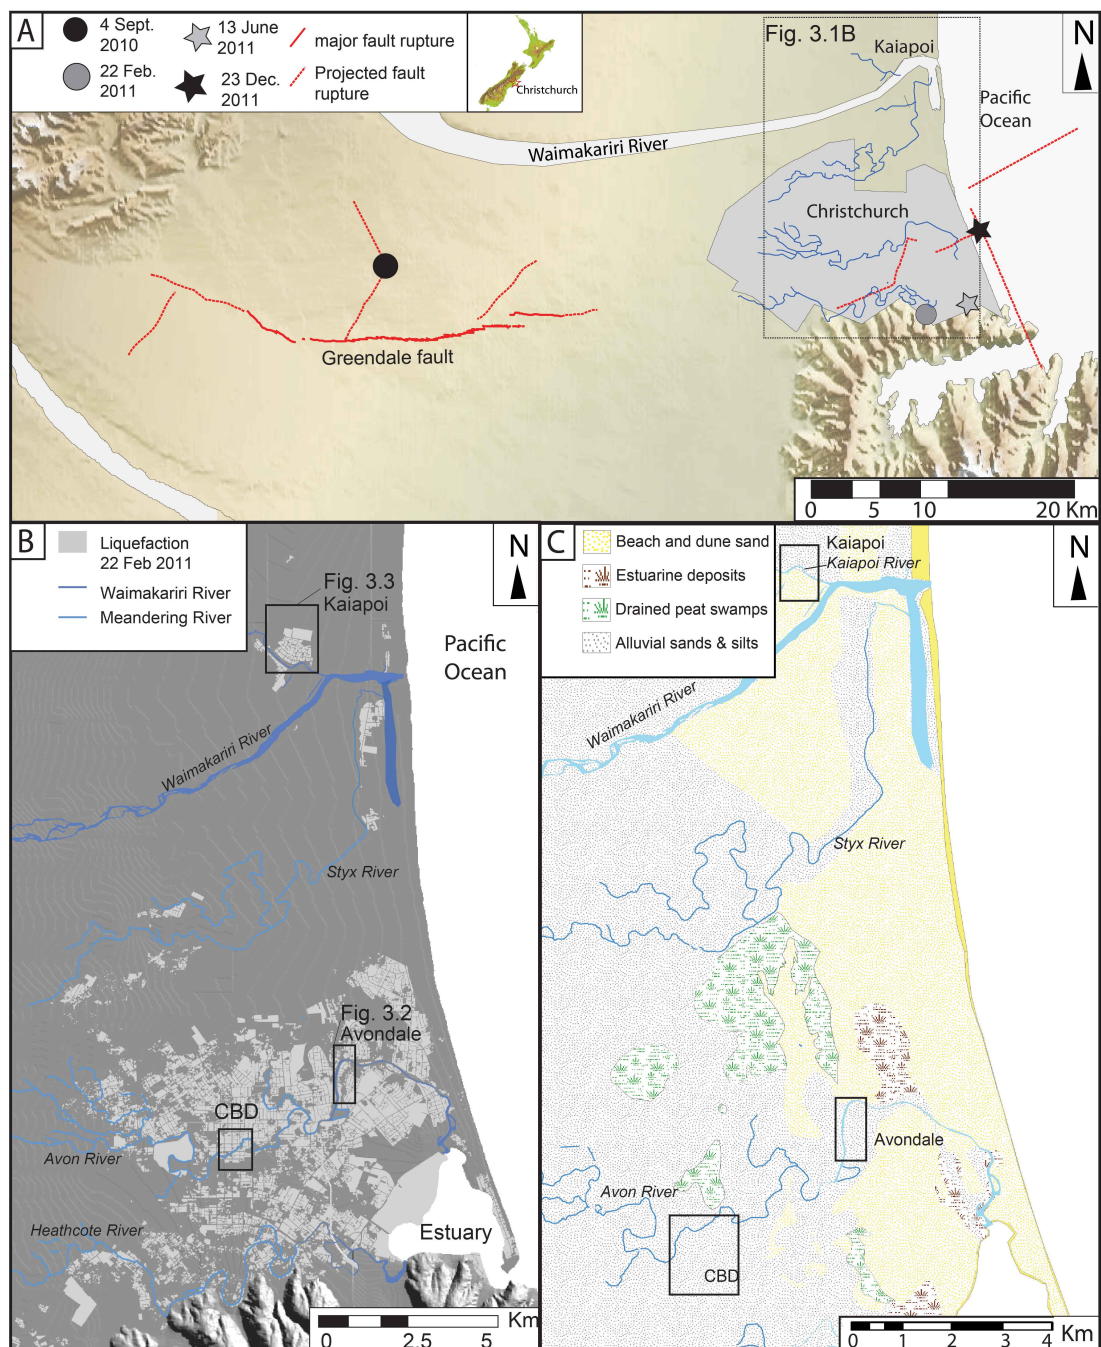 A
4 Sept.
2010
13 June
2011
major fault rupture
22 Feb.
2011
23 Dec.
2011
Projected fault
rupture
Christchurch
Fig. 3.1B
Kaiapoi
N
Pacific
Ocean
Waimakariri River
Christchurch
Greendale fault
0 5 10 20 Km
B
Liquefaction
22 Feb 2011
Waimakariri River
Meandering River
N
Fig. 3.3
Kaiapoi
Pacific
Ocean
Waimakariri River
Styx River
Fig. 3.2
Avondale
CBD
Avon River
Heathcote River
Estuary
Km
0 2.5 5
C
Beach and dune sand
Estuarine deposits
Drained peat swamps
Alluvial sands & silts
Kaiapoi
Kaiapoi River
N
Waimakariri River
Styx River
Avondale
Avon River
CBD
0 1 2 3 4 Km